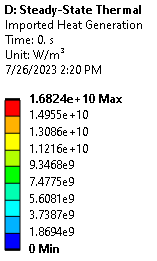 D: Steady-State Thermal
Imported Heat Generation
Time: 0. s
Unit: W/m³
7/26/2023 2:20 PM
1.6824e+10 Max
1.4955e+10
1.3086e+10
1.1216e+10
9.3468e9
7.4775e9
5.6081e9
3.7387e9
1.8694e9
0 Min